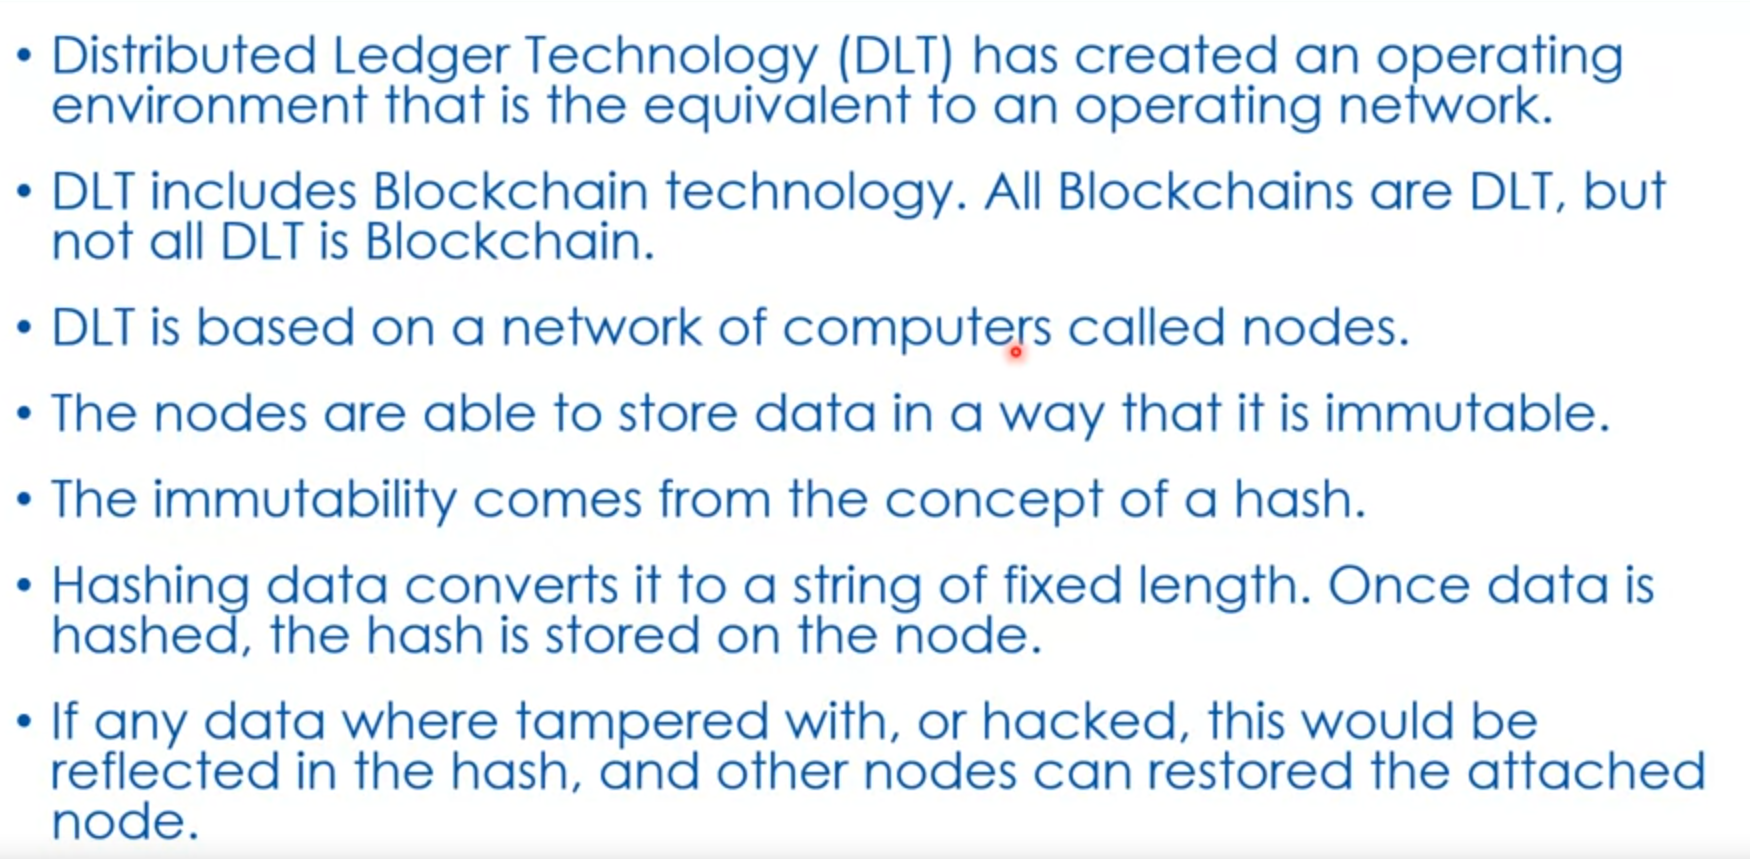 • Distributed Ledger Technology (DLT) has created an operating
environment that is the equivalent to an operating network.
• DLT includes Blockchain technology. All Blockchains are DLT, but
not all DLT is Blockchain.
• DLT is based on a network of computers called nodes.
• The nodes are able to store data in a way that it is immutable.
• The immutability comes from the concept of a hash.
• Hashing data converts it to a string of fixed length. Once data is
hashed, the hash is stored on the node.
• If any data where tampered with, or hacked, this would be
reflected in the hash, and other nodes can restored the attached
node.